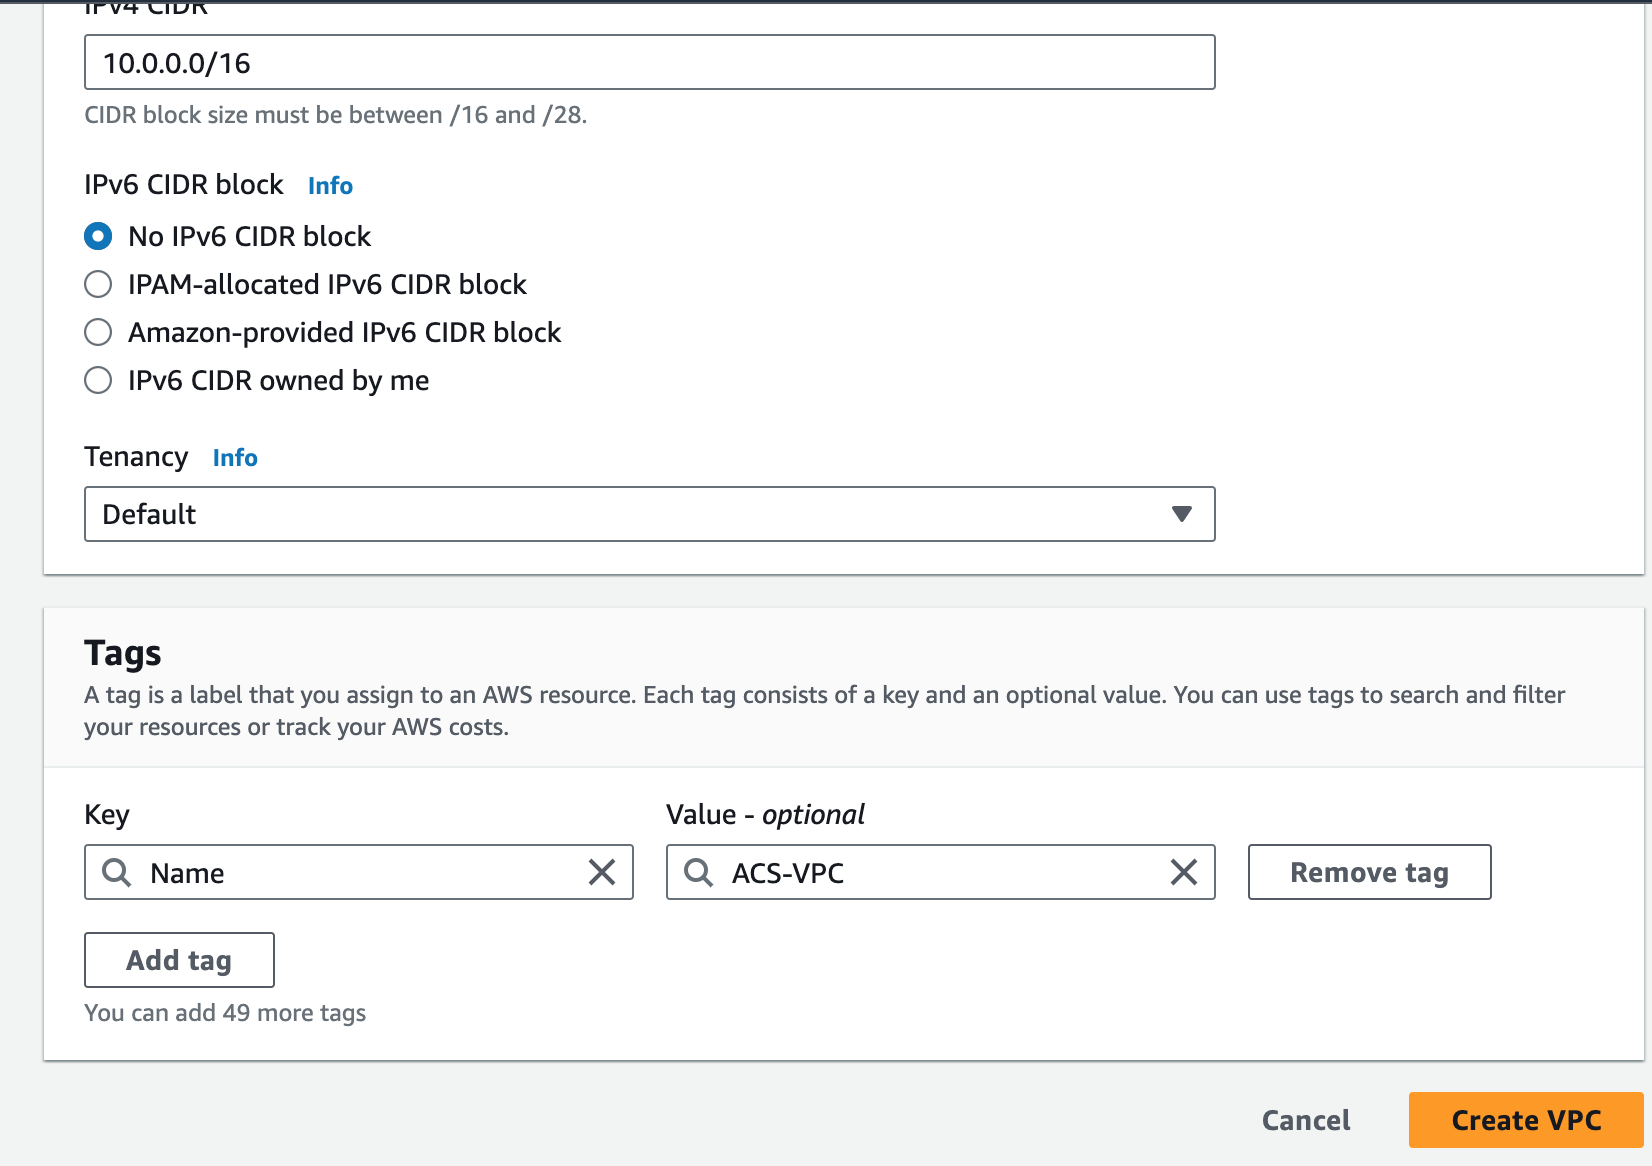 IPv4 CIDR
10.0.0.0/16
CIDR block size must be between /16 and /28.
IPv6 CIDR block Info
No IPv6 CIDR block
IPAM-allocated IPv6 CIDR block
Amazon-provided IPv6 CIDR block
IPv6 CIDR owned by me
Tenancy Info
Default
Tags
A tag is a label that you assign to an AWS resource. Each tag consists of a key and an optional value. You can use tags to search and filter
your resources or track your AWS costs.
Key Value - optional
Name ACS-VPC Remove tag
Add tag
You can add 49 more tags
Cancel Create VPC